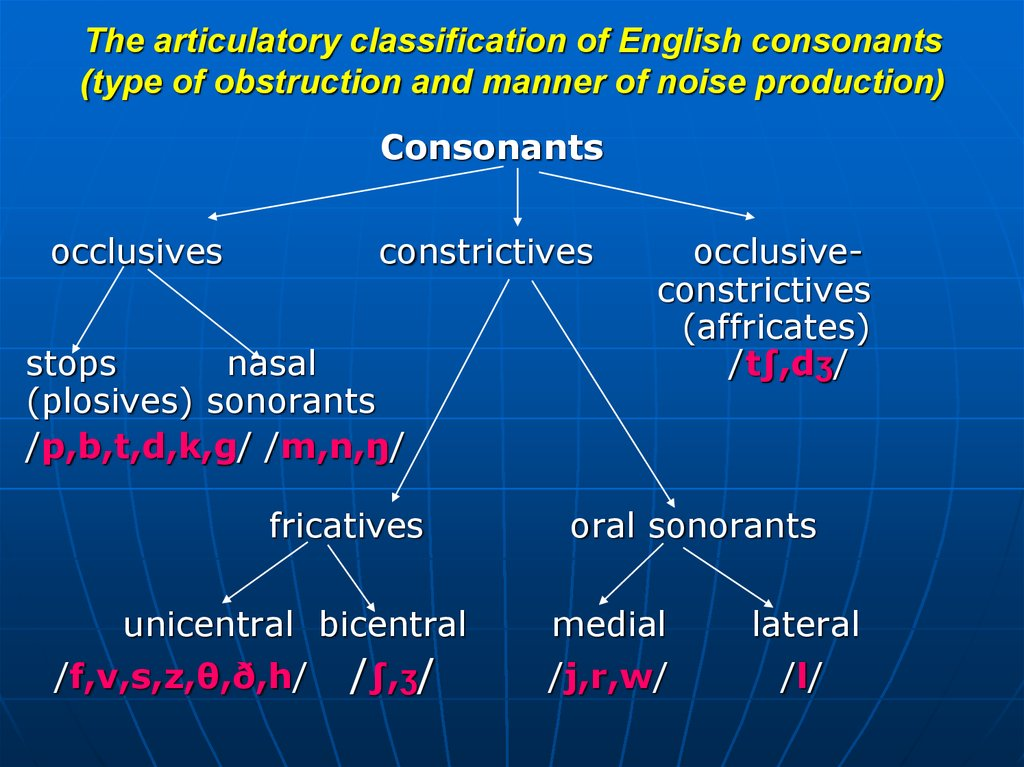 The articulatory classification of English consonants
(type of obstruction and manner of noise production)
Consonants
occlusives
constrictives
occlusive-
constrictives
(affricates)
/tʃ,dʒ/
stops nasal
(plosives) sonorants
/p,b,t,d,k,g/ /m,n,ŋ/
fricatives
oral sonorants
unicentral bicentral
medial
lateral
/f,v,s,z,θ,ð,h/
/ʃ,ʒ/
/j,r,w/
/l/